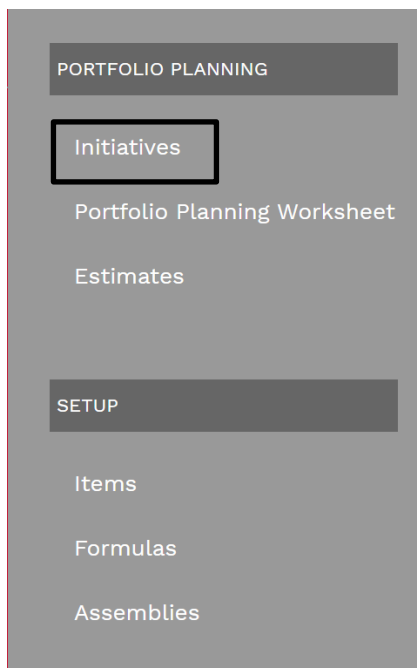 PORTFOLIO PLANNING
Initiatives
Portfolio Planning Worksheet
Estimates
SETUP
Items
Formulas
Assemblies